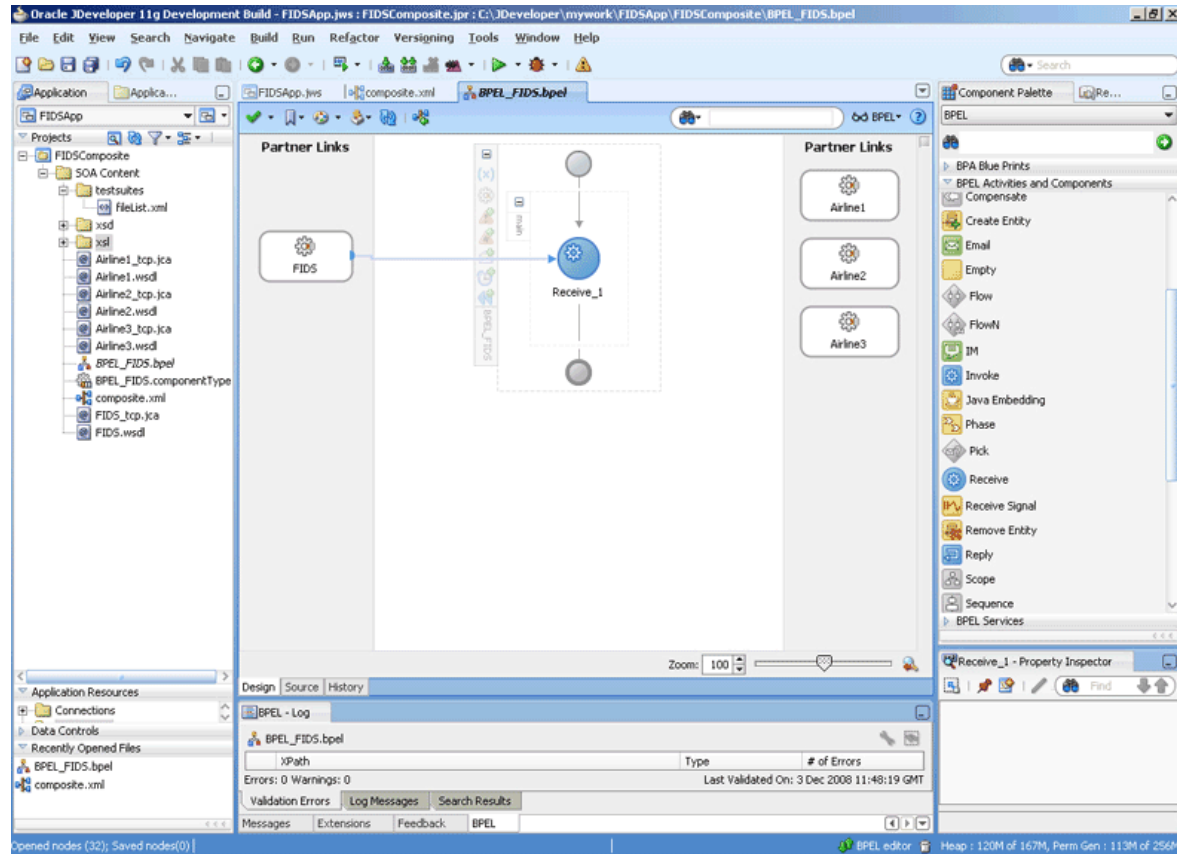 Oracle JDeveloper 11g Development Build - FIDSApp.jws : FIDSComposite.jpr : C:\JDeveloper\mywork\FIDSApp\FIDSComposite\BPEL_FIDS.bpel
File Edit View Search Navigate Build Run Refactor Versioning Tools Window Help
Search
Application Applica...
FIDSApp
Projects
FIDSComposite
SOA Content
testsuites
fileList.xml
xsd
xsl
Airline1_tcp.jca
Airline1.wsdl
Airline2_tcp.jca
Airline2.wsdl
Airline3_tcp.jca
Airline3.wsdl
BPEL_FIDS.bpel
BPEL_FIDS.componentType
composite.xml
FIDS_tcp.jca
FIDS.wsdl
Application Resources
Connections
Data Controls
Recently Opened Files
BPEL_FIDS.bpel
composite.xml
FIDSApp.jws composite.xml BPEL_FIDS.bpel
BPEL
Partner Links
FIDS
(x)
BPEL_FIDS
main
Receive_1
Partner Links
Airline1
Airline2
Airline3
Zoom: 100
Design Source History
BPEL - Log
BPEL_FIDS.bpel
XPath Type # of Errors
Errors: 0 Warnings: 0 Last Validated On: 3 Dec 2008 11:48:19 GMT
Validation Errors Log Messages Search Results
Messages Extensions Feedback BPEL
Component Palette Re...
BPEL
BPA Blue Prints
BPEL Activities and Components
Compensate
Create Entity
Email
Empty
Flow
FlowN
IM
Invoke
Java Embedding
Phase
Pick
Receive
Receive Signal
Remove Entity
Reply
Scope
Sequence
BPEL Services
Receive_1 - Property Inspector
Find
Opened nodes (32); Saved nodes(0) BPEL editor Heap : 120M of 167M, Perm Gen : 113M of 256M